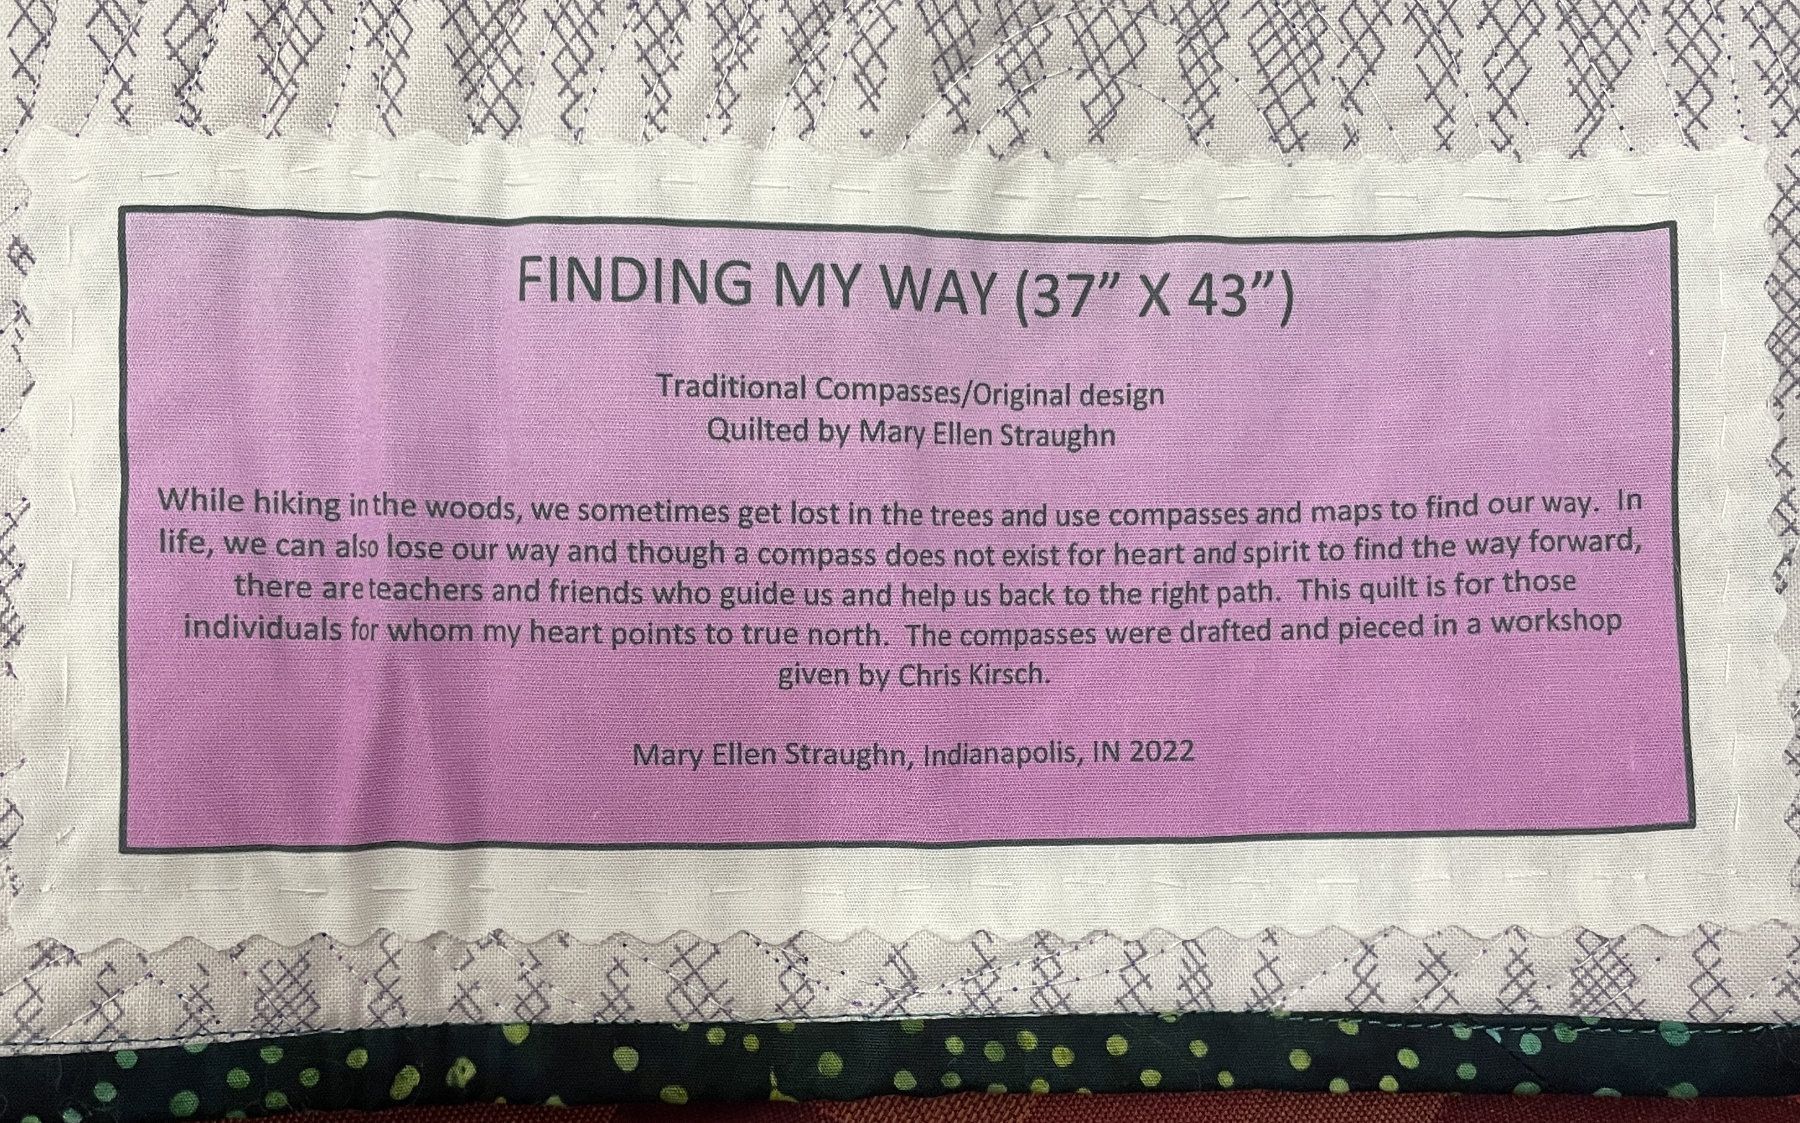 FINDING MY WAY (37” X 43”)
Traditional Compasses/Original design
Quilted by Mary Ellen Straughn
While hiking in the woods, we sometimes get lost in the trees and use compasses and maps to find our way.  In
life, we can also lose our way and though a compass does not exist for heart and spirit to find the way forward,
there are teachers and friends who guide us and help us back to the right path.  This quilt is for those
individuals for whom my heart points to true north.  The compasses were drafted and pieced in a workshop
given by Chris Kirsch.
Mary Ellen Straughn, Indianapolis, IN 2022